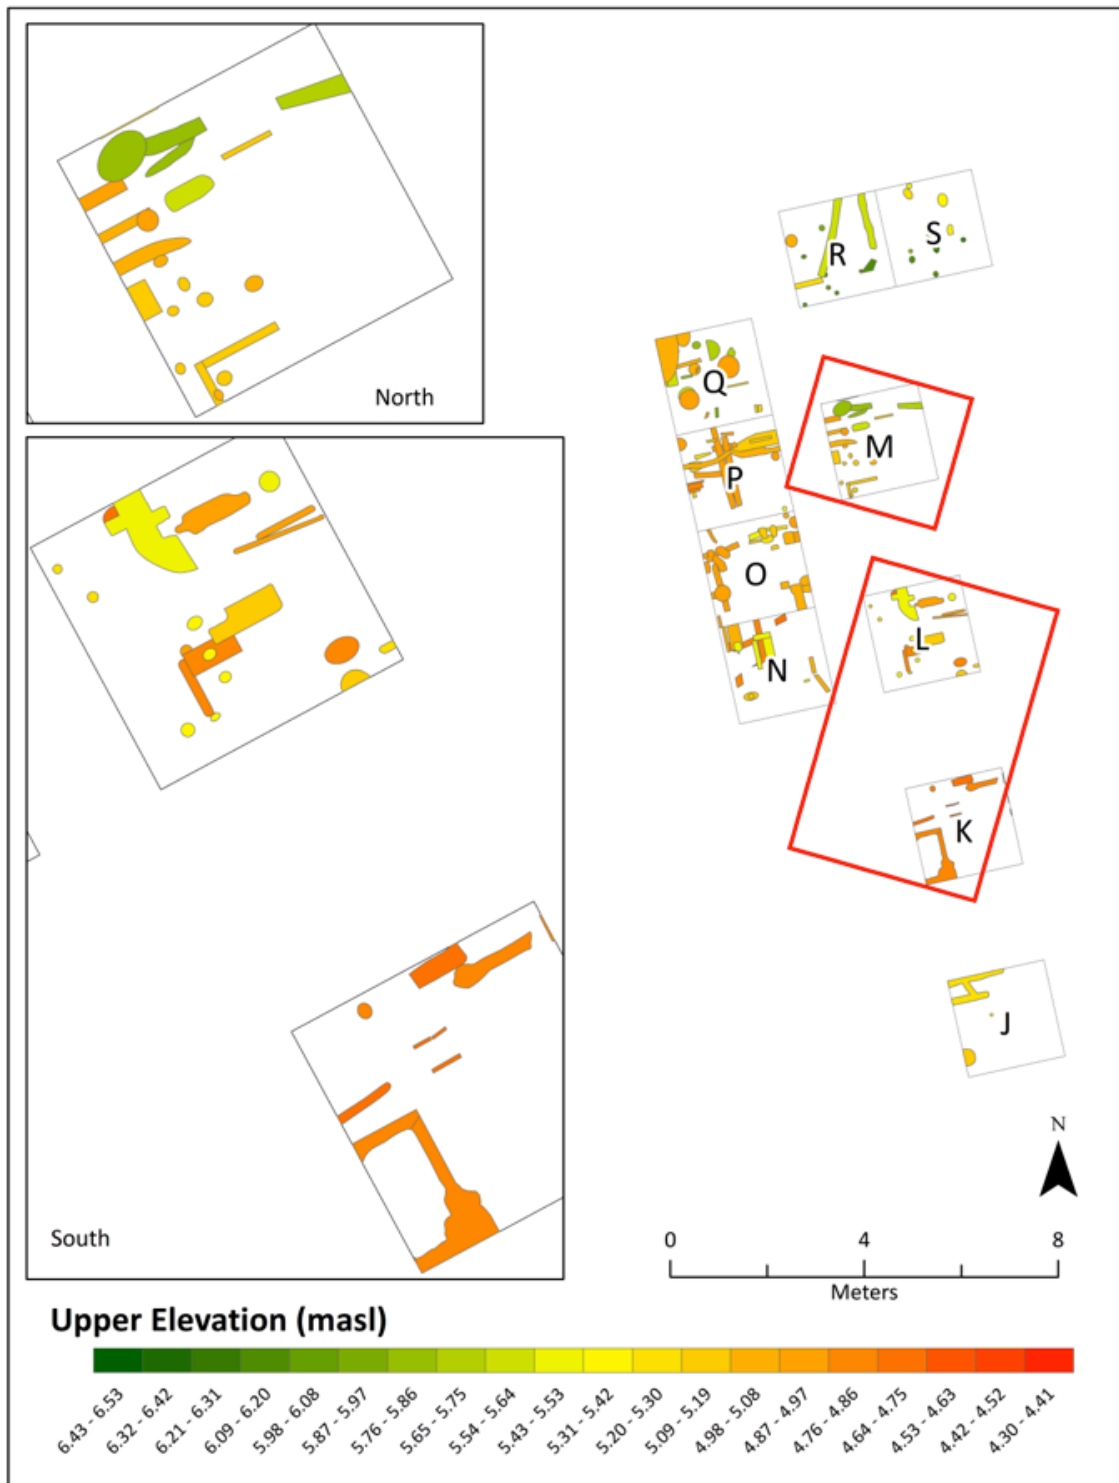 North
South
R
S
Q
M
P
O
L
N
K
J
N
0 4 8
Meters
Upper Elevation (masl)
6.43 - 6.53
6.32 - 6.42
6.21 - 6.31
6.09 - 6.20
5.98 - 6.08
5.87 - 5.97
5.76 - 5.86
5.65 - 5.75
5.54 - 5.64
5.43 - 5.53
5.31 - 5.42
5.20 - 5.30
5.09 - 5.19
4.98 - 5.08
4.87 - 4.97
4.76 - 4.86
4.64 - 4.75
4.53 - 4.63
4.42 - 4.52
4.30 - 4.41